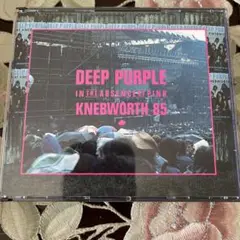 DEEP PURPLE
IN THE ABSENCE OF PINK
KNEBWORTH 85